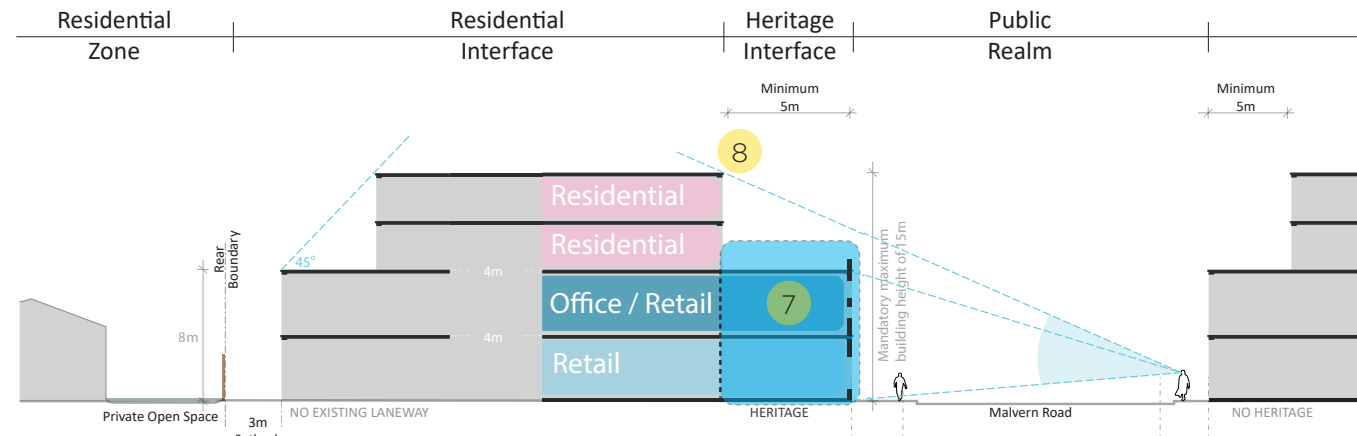 Residential
Zone
Residential
Interface
Heritage
Interface
Public
Realm
Minimum
5m
Minimum
5m
8
Residential
Residential
45°
Rear
Boundary
4m
Office / Retail
7
Mandatory maximum
building height of 15m
8m
4m
Retail
Private Open Space
NO EXISTING LANEWAY
HERITAGE
Malvern Road
NO HERITAGE
3m